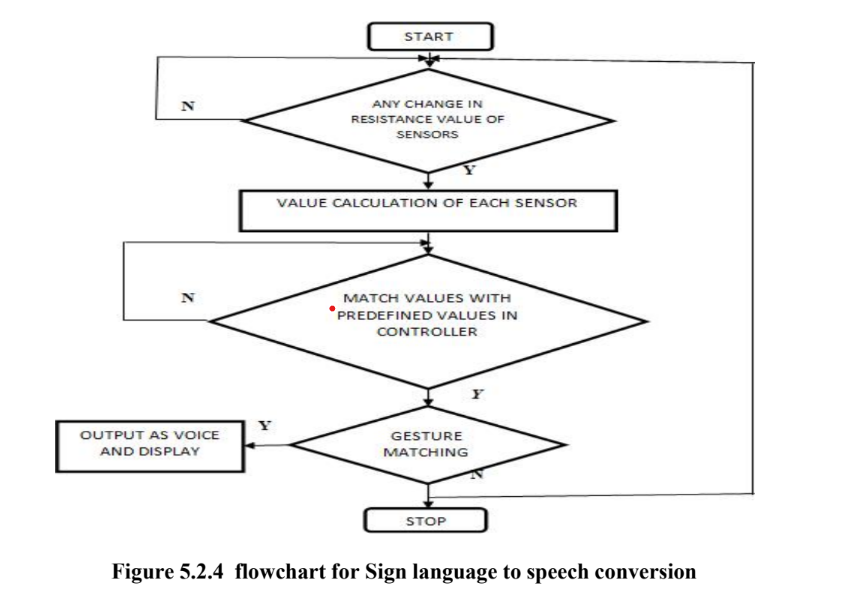 START
N
ANY CHANGE IN
RESISTANCE VALUE OF
SENSORS
Y
VALUE CALCULATION OF EACH SENSOR
N
MATCH VALUES WITH
PREDEFINED VALUES IN
CONTROLLER
Y
Y
OUTPUT AS VOICE
AND DISPLAY
GESTURE
MATCHING
N
STOP
Figure 5.2.4 flowchart for Sign language to speech conversion